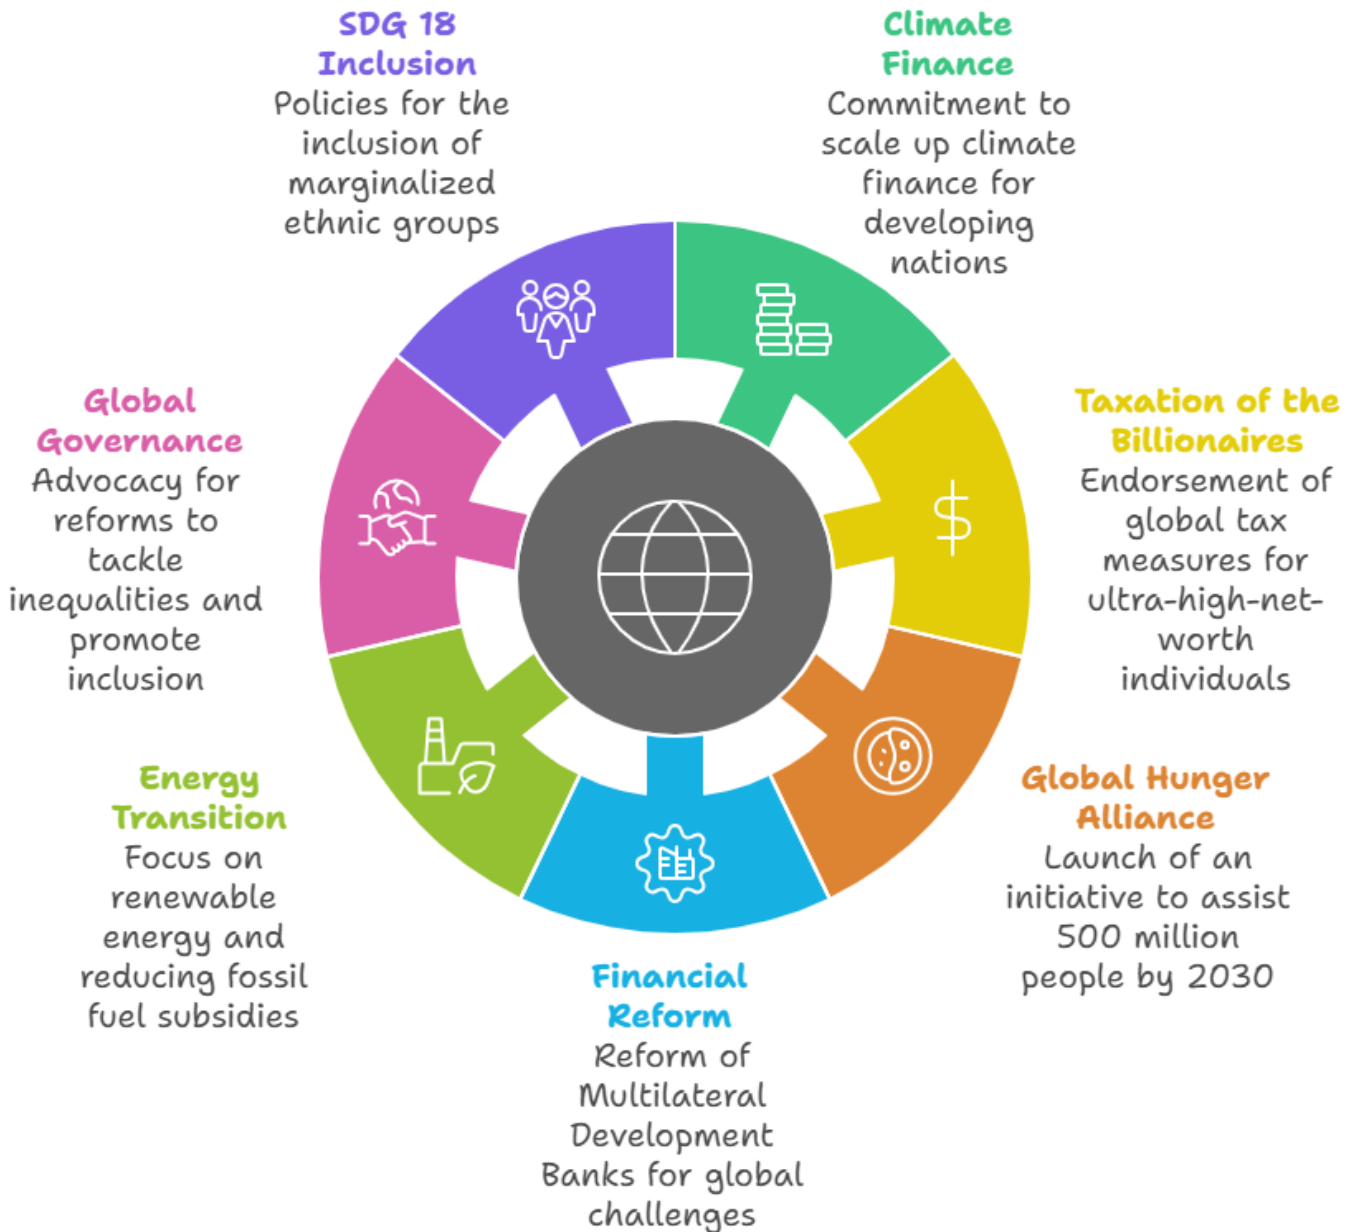 SDG 18
Inclusion
Policies for the
inclusion of
marginalized
ethnic groups
Climate
Finance
Commitment to
scale up climate
finance for
developing
nations
Global
Governance
Advocacy for
reforms to
tackle
inequalities and
promote
inclusion
Taxation of the
Billionaires
Endorsement of
global tax
measures for
ultra-high-net-
worth
individuals
$
Energy
Transition
Focus on
renewable
energy and
reducing fossil
fuel subsidies
Global Hunger
Alliance
Launch of an
initiative to assist
500 million
people by 2030
Financial
Reform
Reform of
Multilateral
Development
Banks for global
challenges